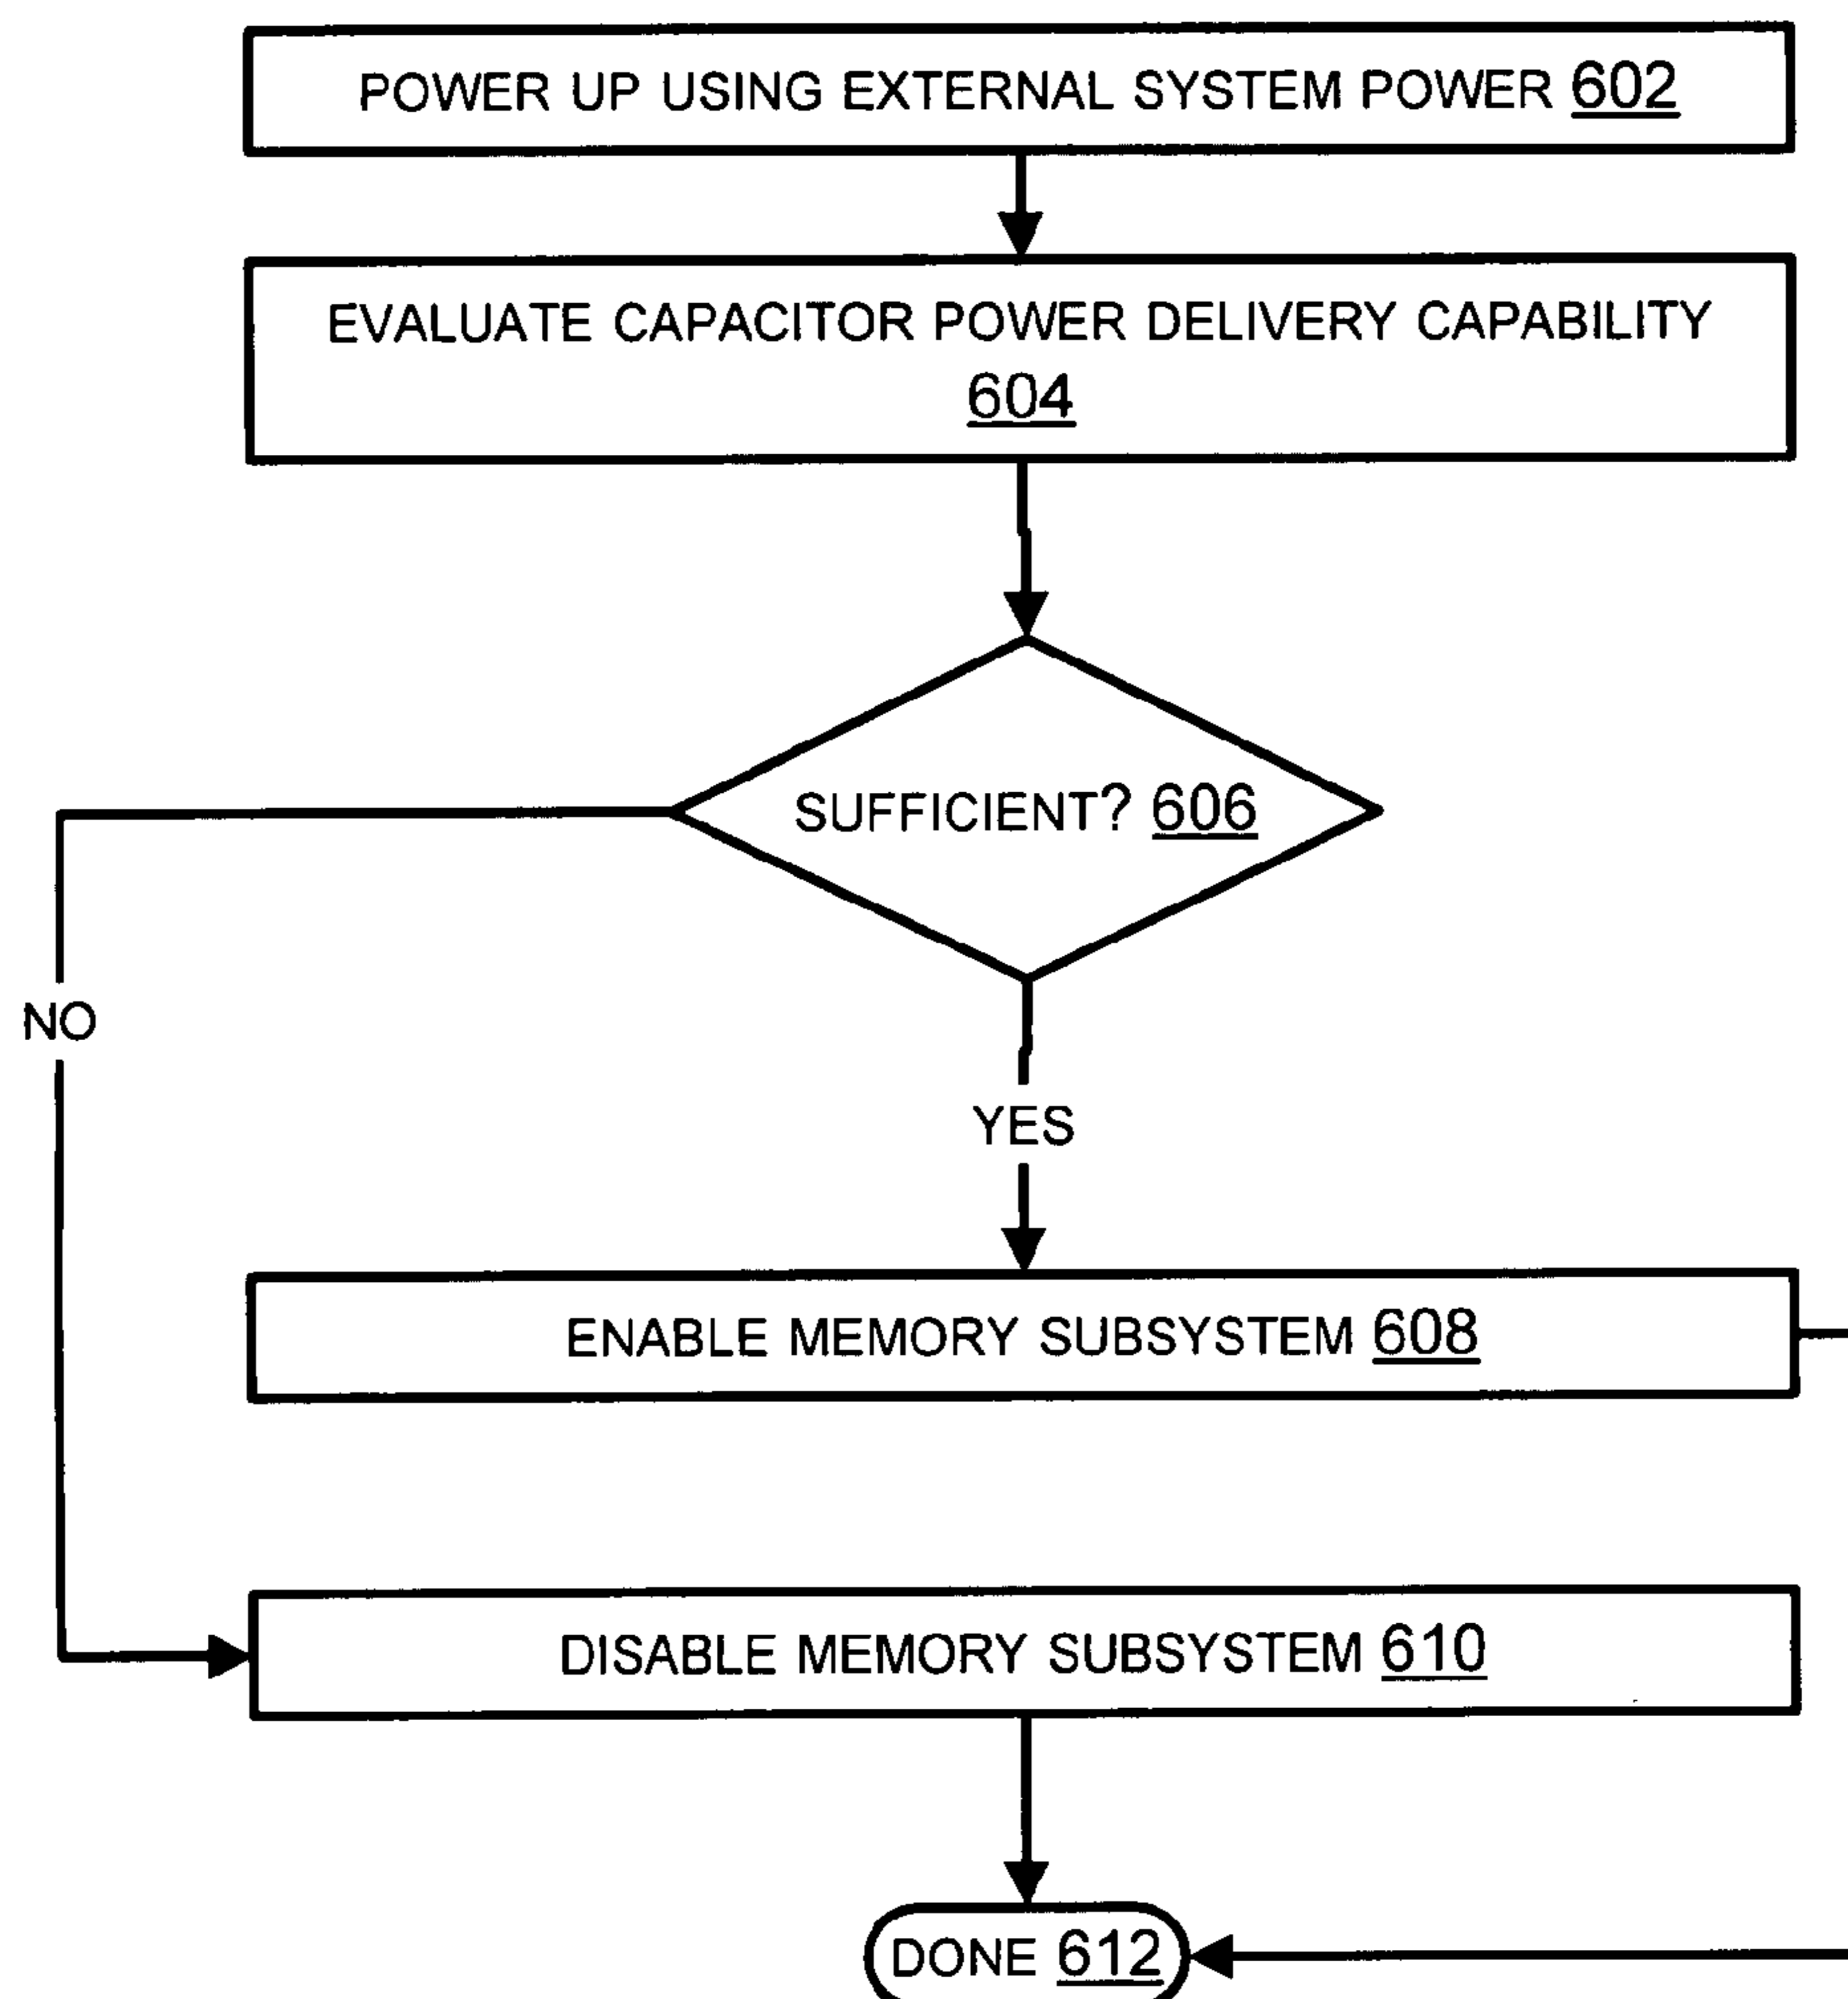 POWER UP USING EXTERNAL SYSTEM POWER 602
EVALUATE CAPACITOR POWER DELIVERY CAPABILITY
604
SUFFICIENT? 606
NO
YES
ENABLE MEMORY SUBSYSTEM 608
DISABLE MEMORY SUBSYSTEM 610
DONE 612